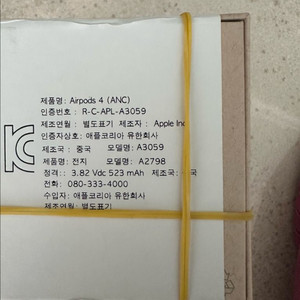 제품명: Airpods 4 (ANC)
인증번호 : R-C-APL-A3059
제조연월 : 별도표기 제조자 : Apple Inc
인증자상호: 애플코리아 유한회사
제조국 : 중국 모델명: A3059
제품명: 전지 모델명: A2798
정격: : 3.82 Vdc 523 mAh 제조국:
전화: 080-333-4000
수입자: 애플코리아 유한회사
제조연월: 별도표기